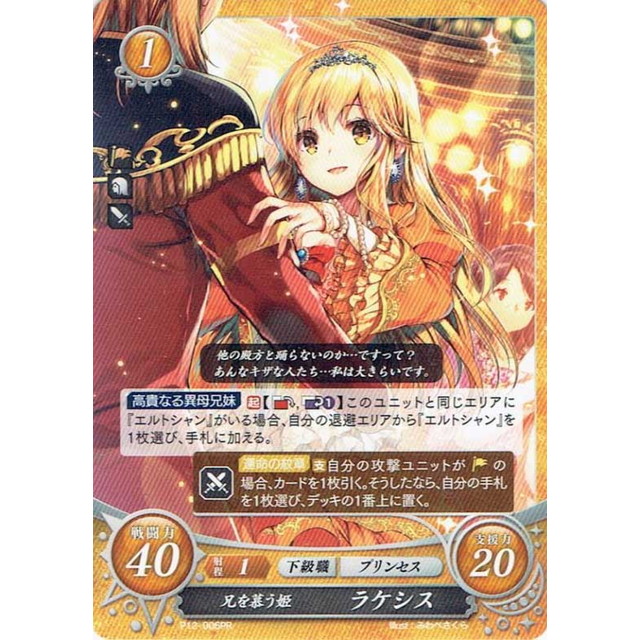 1
他の殿方と踊らないのか…ですって？
あんなキザな人たち…私は大きらいです。
高貴なる異母兄妹 起【 , 1】このユニットと同じエリアに
『エルトシャン』がいる場合、自分の退避エリアから『エルトシャン』を
1枚選び、手札に加える。
運命の紋章 支 自分の攻撃ユニットが の
場合、カードを1枚引く。そうしたなら、自分の手札
を1枚選び、デッキの1番上に置く。
戦闘力
40
射程 1
下級職
プリンセス
支援力
20
兄を慕う姫 ラケシス
P12-006PR
Illust：みわべさくら